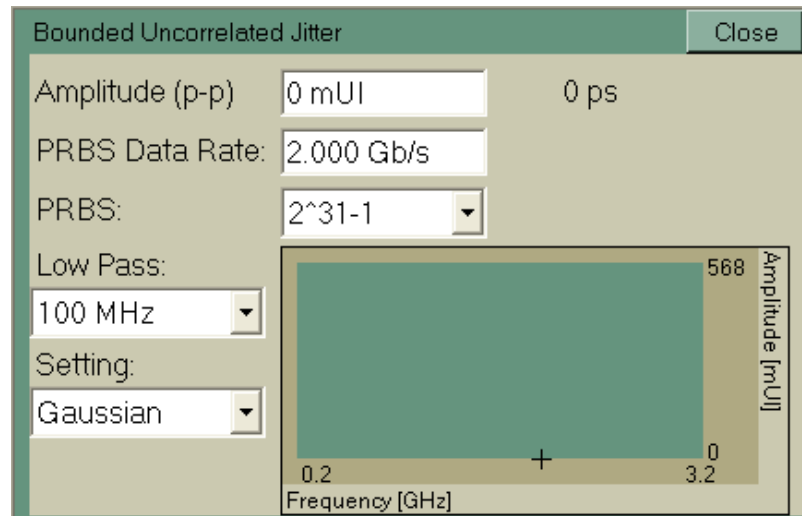 Bounded Uncorrelated Jitter Close
Amplitude (p-p) 0 mUI 0 ps
PRBS Data Rate: 2.000 Gb/s
PRBS: 2^31-1
Low Pass:
100 MHz
Setting:
Gaussian
568
Amplitude [mUI]
0
0.2 3.2
Frequency [GHz]